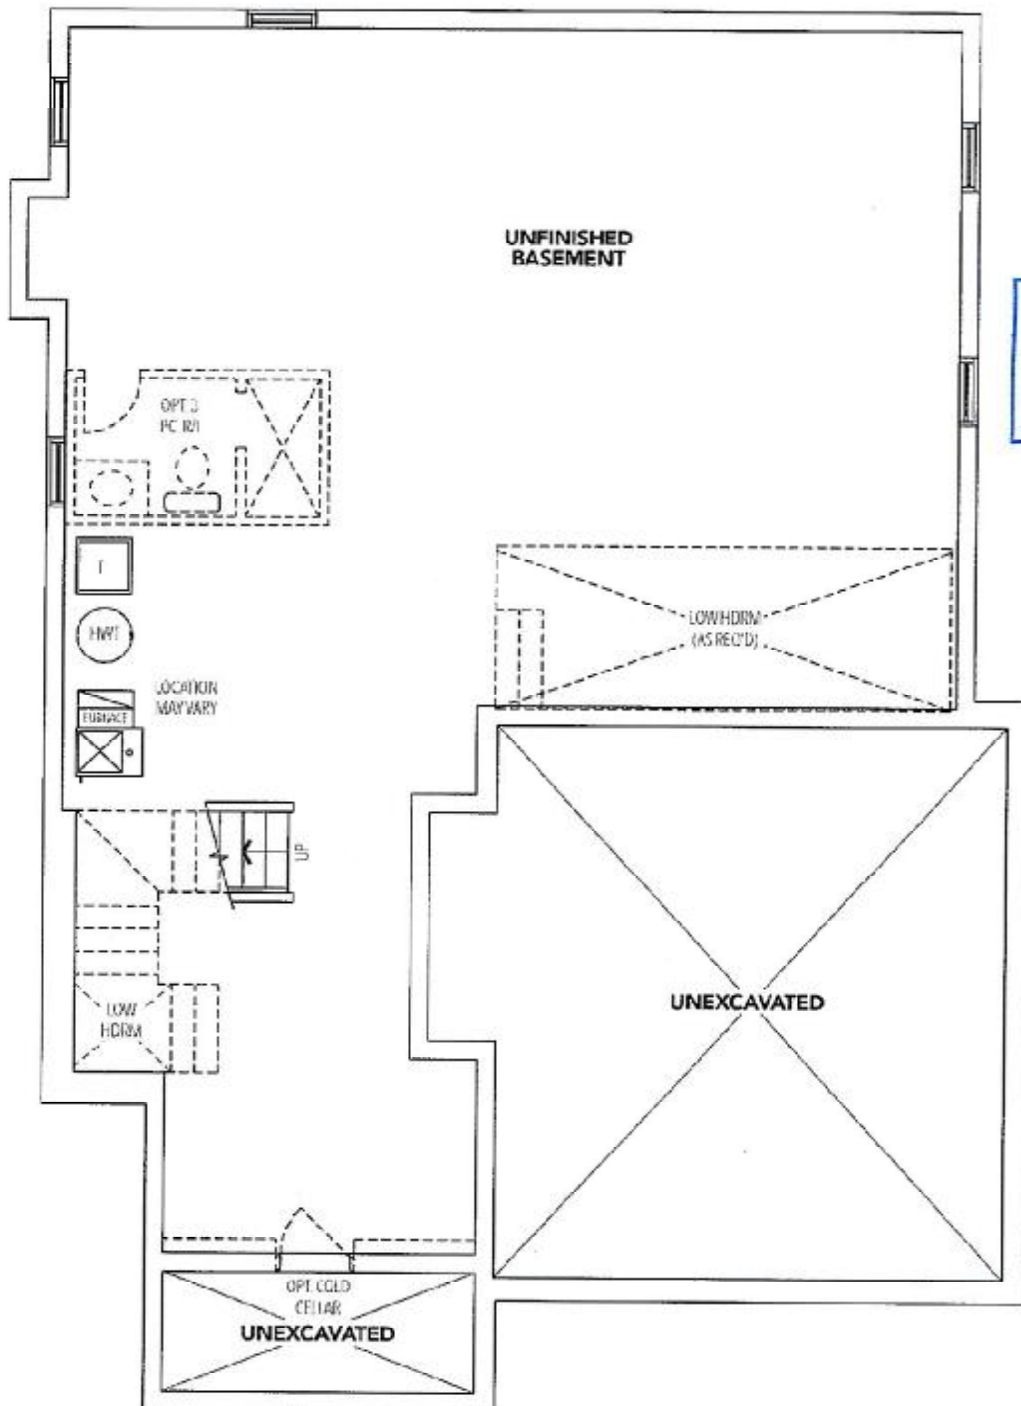 UNFINISHED
BASEMENT
OPT 3
PC R/I
T
HWT
LOW HDRM
(AS REQ'D)
LOCATION
MAY VARY
FURNACE
UP
LOW
HDRM
UNEXCAVATED
OPT. COLD
CELLAR
UNEXCAVATED